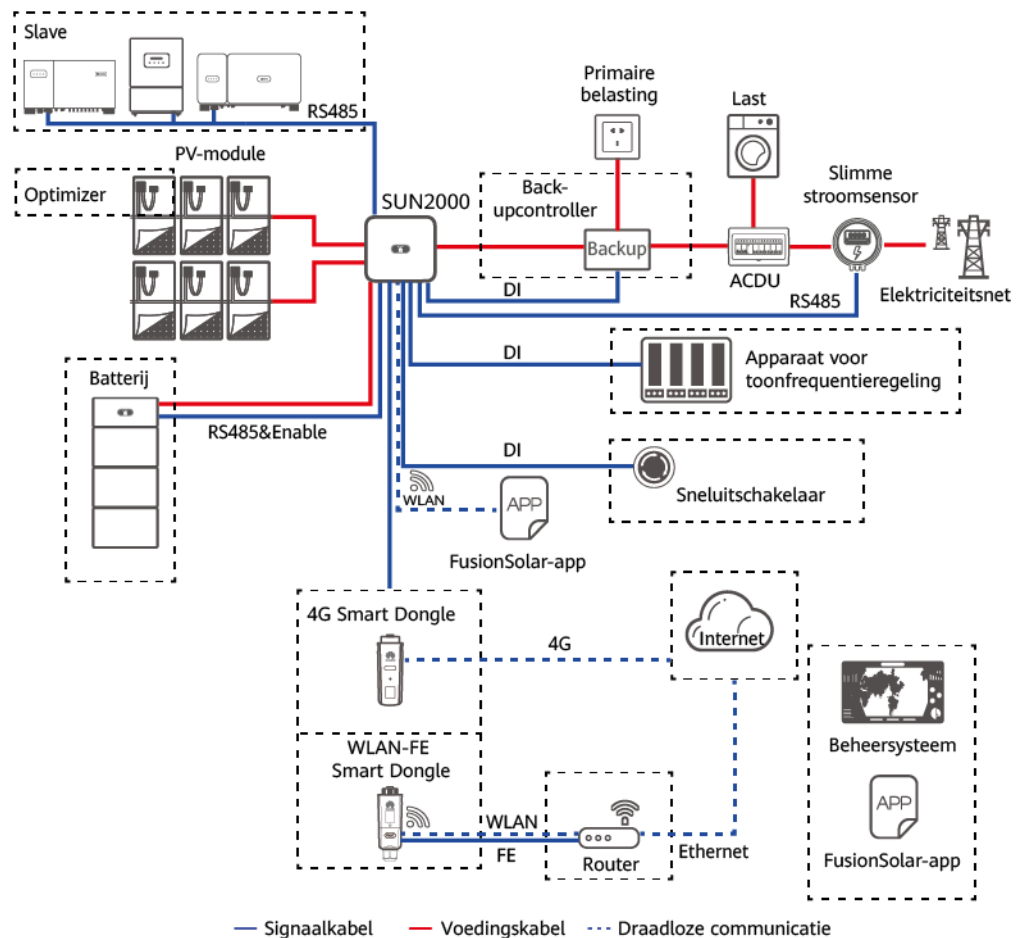 Slave
RS485
PV-module
Optimizer
SUN2000
Primaire
belasting
Last
Back-
upcontroller
Backup
Slimme
stroomsensor
ACDU
Elektriciteitsnet
DI
RS485
DI
Apparaat voor
toonfrequentieregeling
Batterij
RS485&Enable
DI
Sneluitschakelaar
WLAN
APP
FusionSolar-app
4G Smart Dongle
4G
Internet
WLAN-FE
Smart Dongle
WLAN
FE
Router
Ethernet
Beheersysteem
APP
FusionSolar-app
Signaalkabel
Voedingskabel
Draadloze communicatie